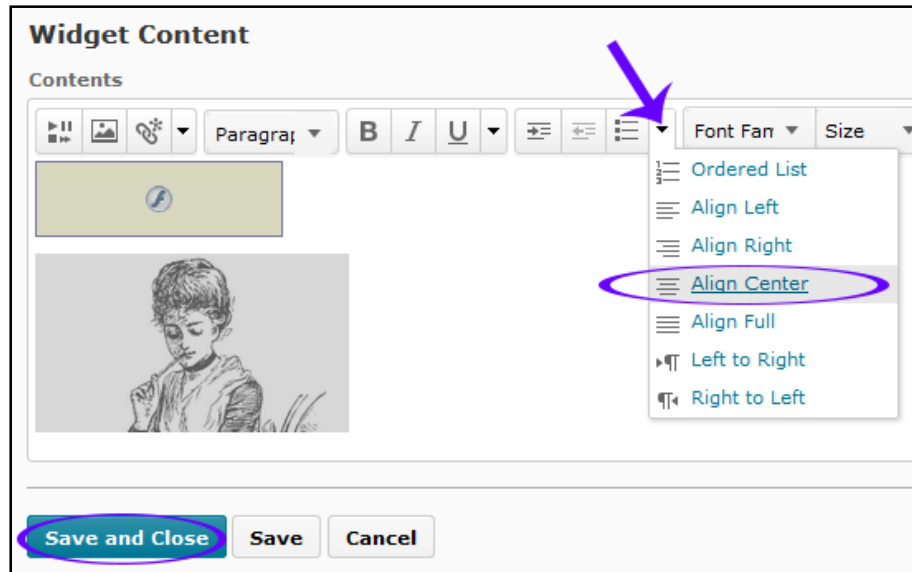 Widget Content
Contents
Paragrap
B I U
Font Fam
Size
Ordered List
Align Left
Align Right
Align Center
Align Full
Left to Right
Right to Left
Save and Close Save Cancel